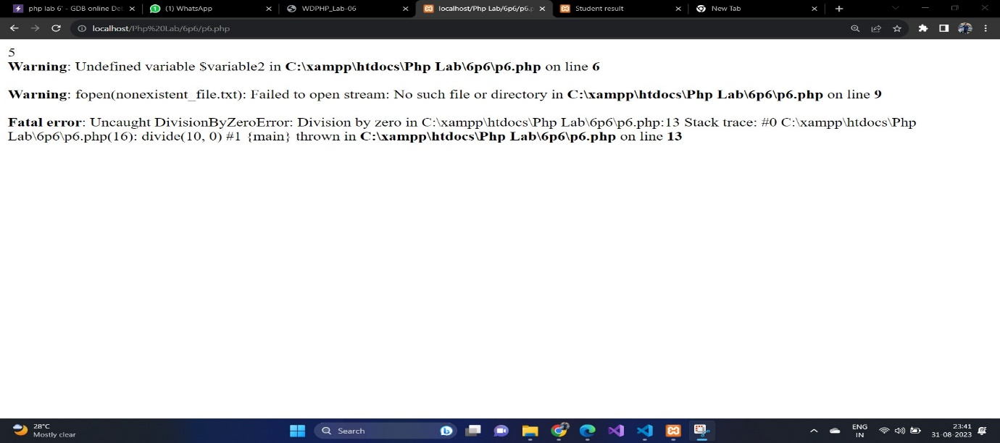 php lab 6` - GDB online De
(1) WhatsApp
WDPHP_Lab-06
localhost/Php Lab/6p6/p6.p
Student result
New Tab
localhost/Php%20Lab/6p6/p6.php
5
Warning: Undefined variable $variable2 in C:\xampp\htdocs\Php Lab\6p6\p6.php on line 6
Warning: fopen(nonexistent_file.txt): Failed to open stream: No such file or directory in C:\xampp\htdocs\Php Lab\6p6\p6.php on line 9
Fatal error: Uncaught DivisionByZeroError: Division by zero in C:\xampp\htdocs\Php Lab\6p6\p6.php:13 Stack trace: #0 C:\xampp\htdocs\Php
Lab\6p6\p6.php(16): divide(10, 0) #1 {main} thrown in C:\xampp\htdocs\Php Lab\6p6\p6.php on line 13
28°C
Mostly clear
Search
ENG
IN
23:41
31-08-2023